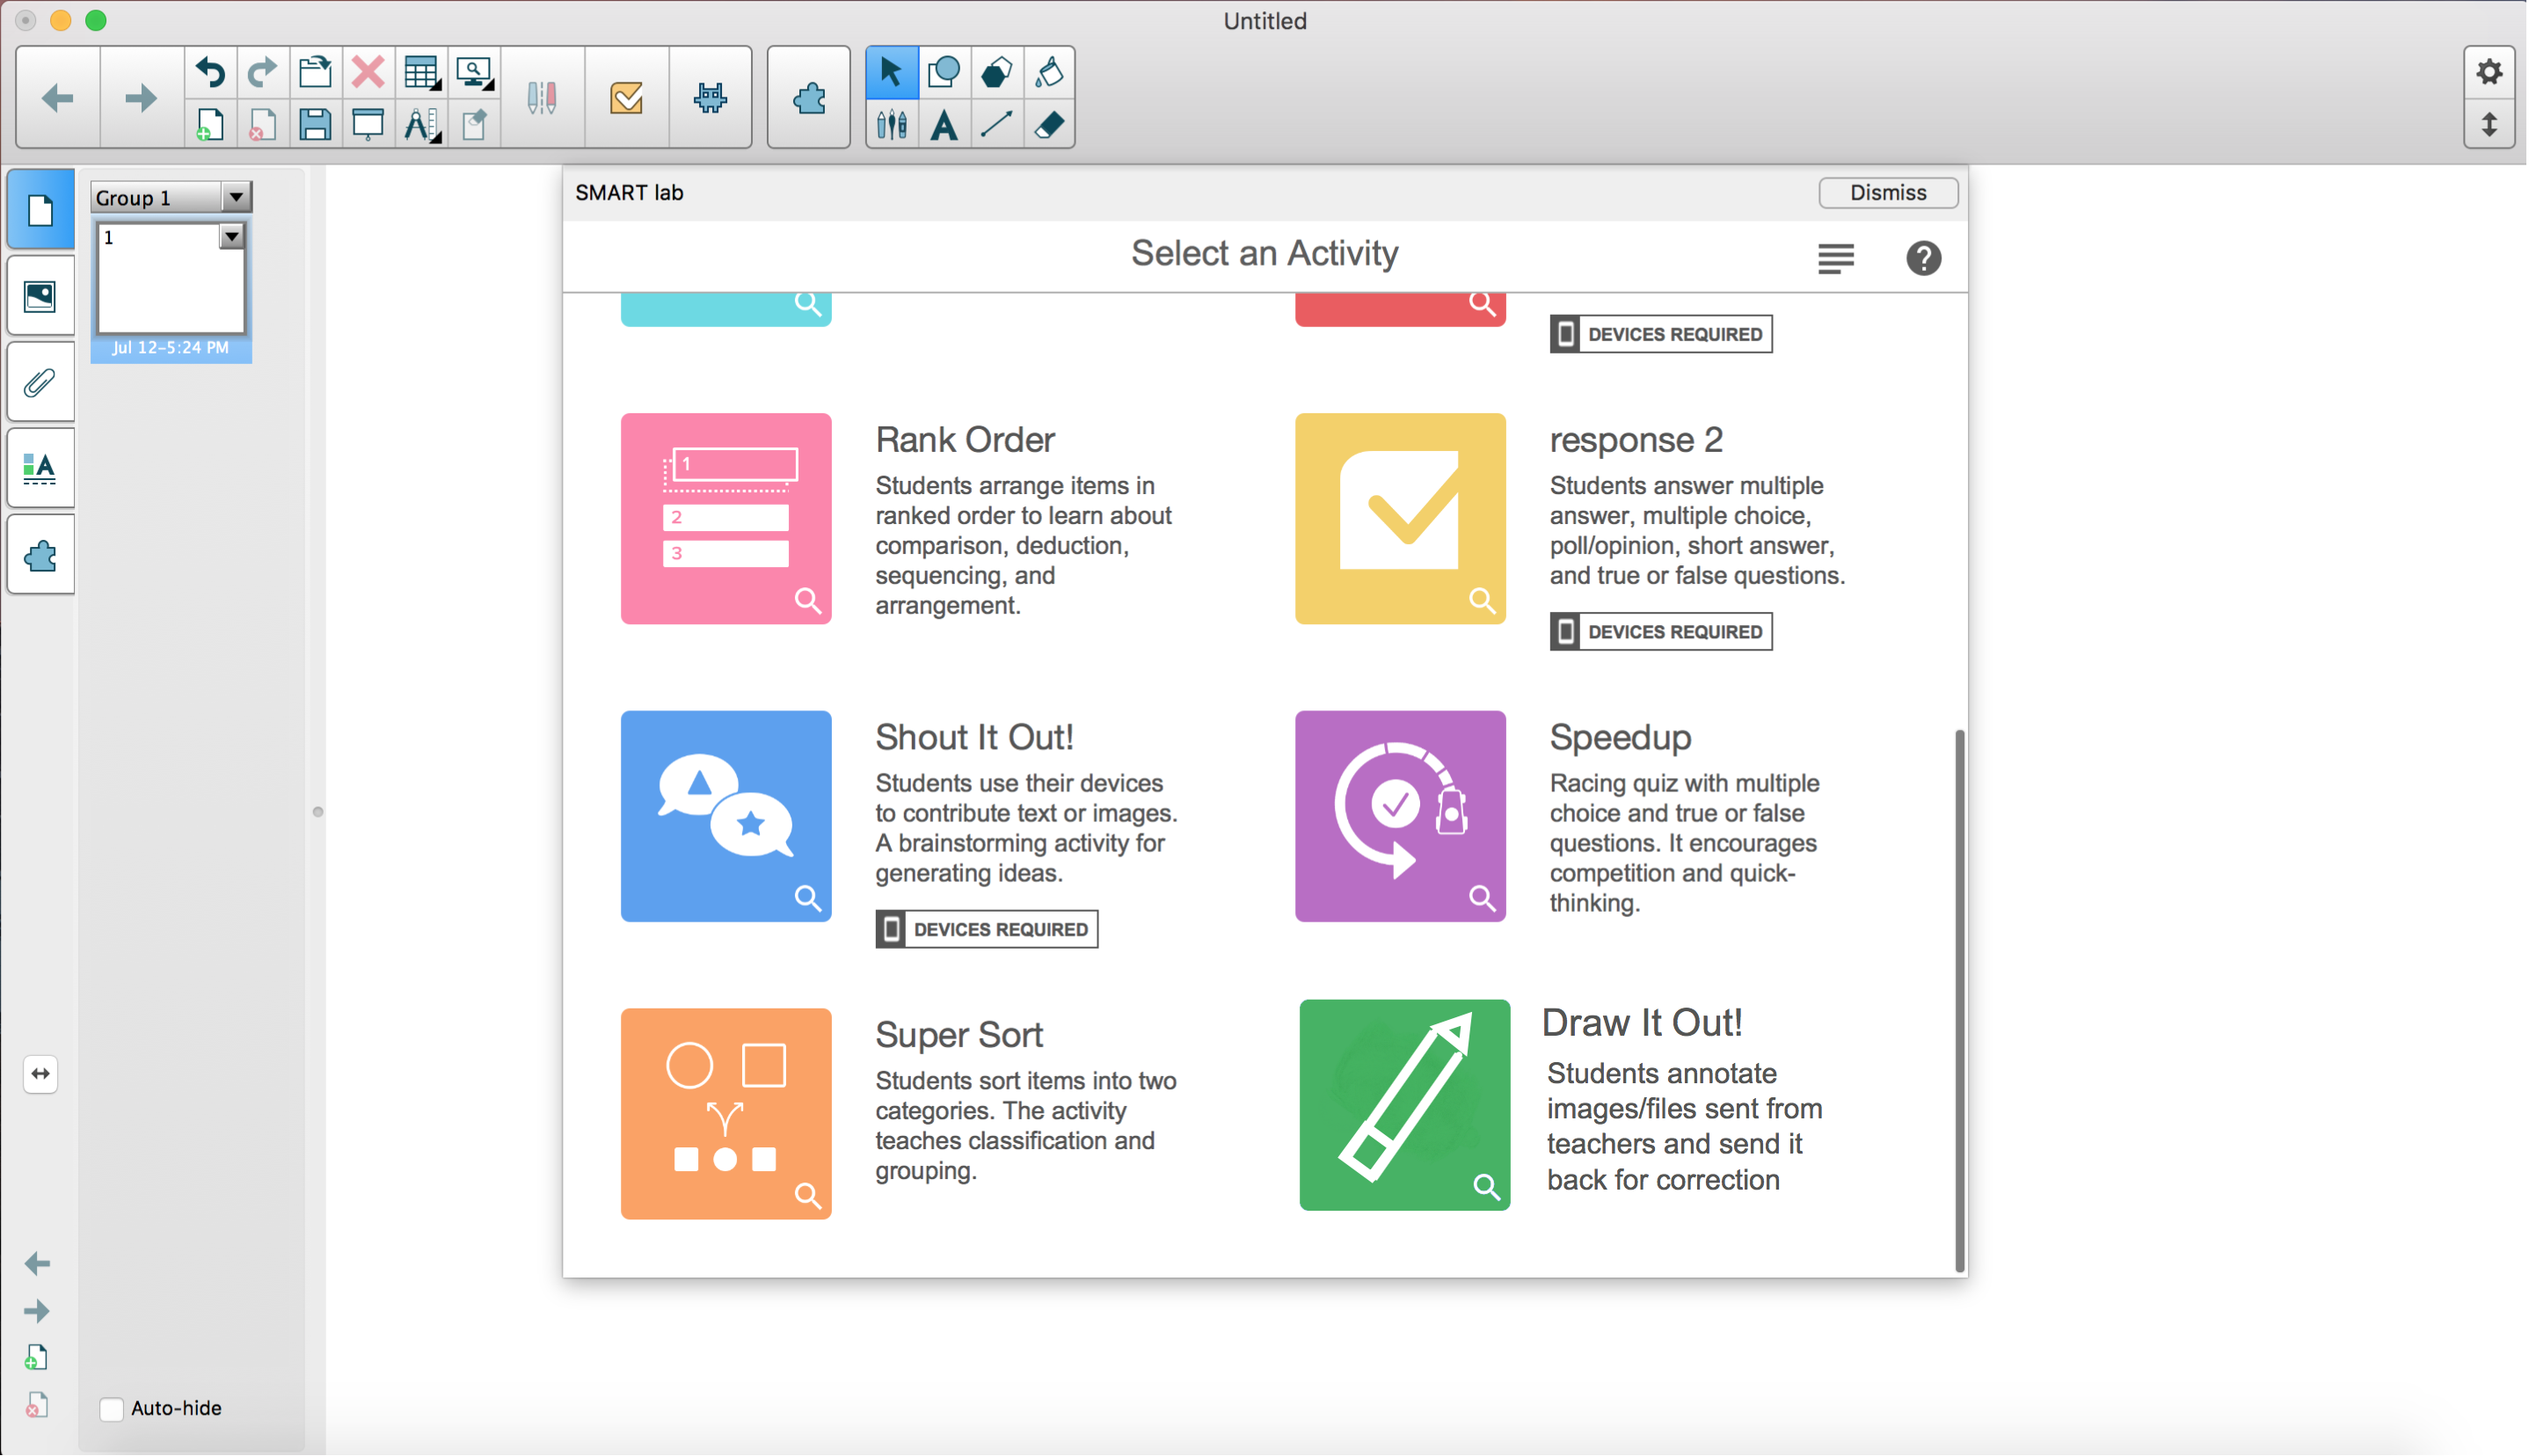 Untitled
Group 1
1
Jul 12-5:24 PM
Auto-hide
SMART lab
Dismiss
Select an Activity
DEVICES REQUIRED
1
2
3
Rank Order
Students arrange items in
ranked order to learn about
comparison, deduction,
sequencing, and
arrangement.
response 2
Students answer multiple
answer, multiple choice,
poll/opinion, short answer,
and true or false questions.
DEVICES REQUIRED
Shout It Out!
Students use their devices
to contribute text or images.
A brainstorming activity for
generating ideas.
DEVICES REQUIRED
Speedup
Racing quiz with multiple
choice and true or false
questions. It encourages
competition and quick-
thinking.
Super Sort
Students sort items into two
categories. The activity
teaches classification and
grouping.
Draw It Out!
Students annotate
images/files sent from
teachers and send it
back for correction